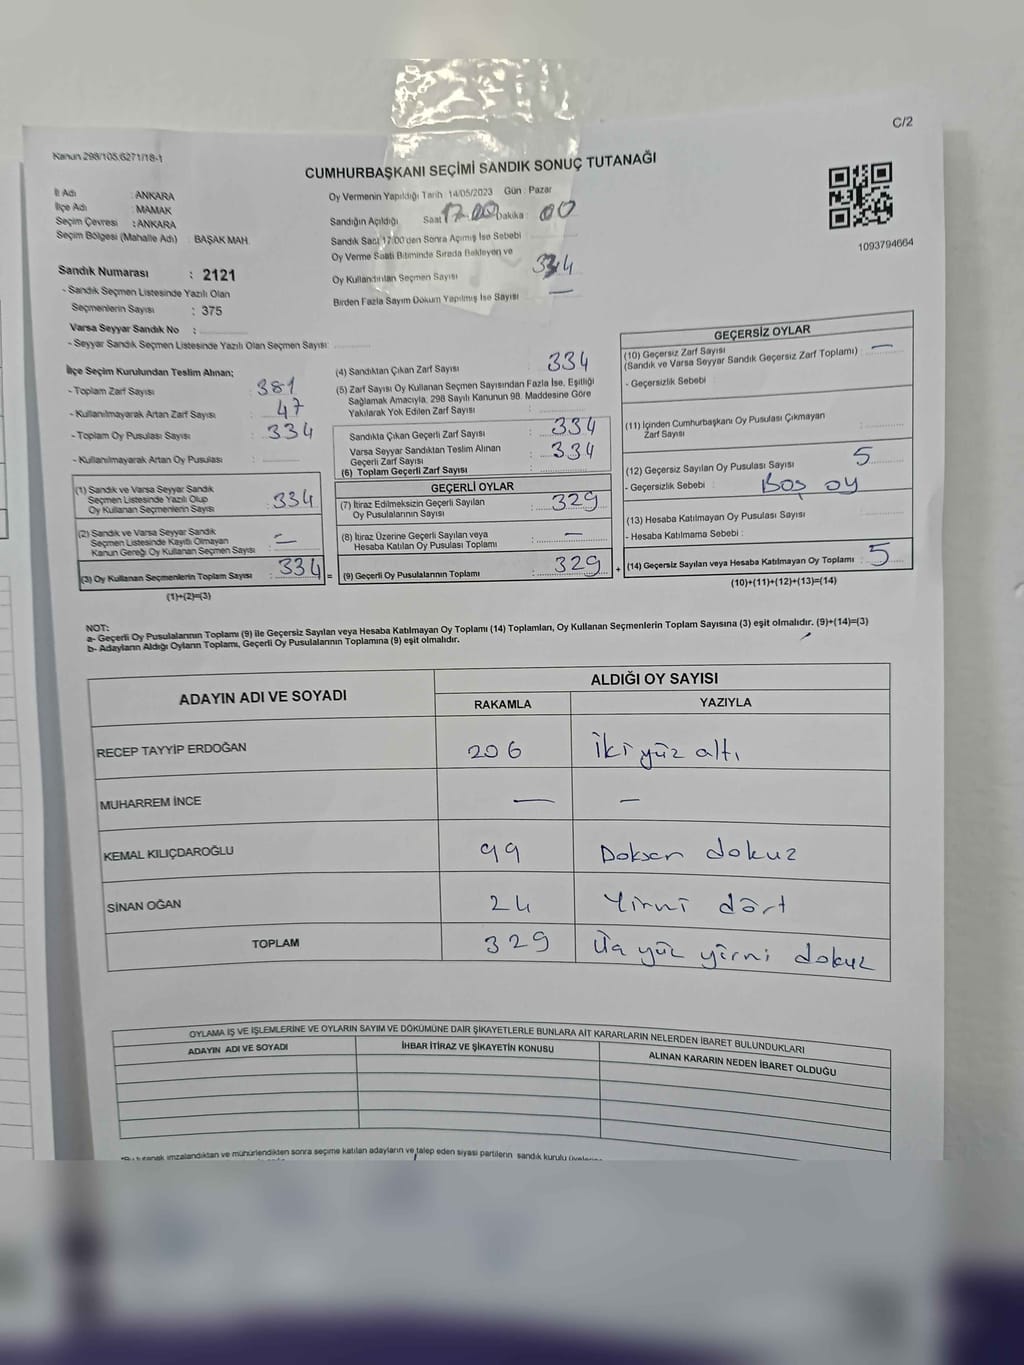 C/2
Kanun 298/105.6271/18-1
CUMHURBAŞKANI SEÇİMİ SANDIK SONUÇ TUTANAĞI
İl Adı : ANKARA
İlçe Adı : MAMAK
Seçim Çevresi : ANKARA
Seçim Bölgesi (Mahalle Adı) : BAŞAK MAH.
Sandık Numarası : 2121
- Sandık Seçmen Listesinde Yazılı Olan
Seçmenlerin Sayısı : 375
Varsa Seyyar Sandık No :
- Seyyar Sandık Seçmen Listesinde Yazılı Olan Seçmen Sayısı:
Oy Vermenin Yapıldığı Tarih : 14/05/2023 Gün : Pazar
Sandığın Açıldığı Saat 17.00 Dakika : 00
Sandık Saat 17:00'den Sonra Açılmış İse Sebebi
Oy Verme Saati Bitiminde Sırada Bekleyen ve
Oy Kullandırılan Seçmen Sayısı 334
Birden Fazla Sayım Döküm Yapılmış İse Sayısı —
1093794664
İlçe Seçim Kurulundan Teslim Alınan;
- Toplam Zarf Sayısı : 381
- Kullanılmayarak Artan Zarf Sayısı : 47
- Toplam Oy Pusulası Sayısı : 334
- Kullanılmayarak Artan Oy Pusulası :
(1) Sandık ve Varsa Seyyar Sandık
Seçmen Listesinde Yazılı Olup
Oy Kullanan Seçmenlerin Sayısı : 334
(2) Sandık ve Varsa Seyyar Sandık
Seçmen Listesinde Kayıtlı Olmayan
Kanun Gereği Oy Kullanan Seçmen Sayısı : —
(3) Oy Kullanan Seçmenlerin Toplam Sayısı : 334 =
(1)+(2)=(3)
(4) Sandıktan Çıkan Zarf Sayısı : 334
(5) Zarf Sayısı Oy Kullanan Seçmen Sayısından Fazla İse, Eşitliği
Sağlamak Amacıyla, 298 Sayılı Kanunun 98. Maddesine Göre
Yakılarak Yok Edilen Zarf Sayısı :
Sandıkta Çıkan Geçerli Zarf Sayısı : 334
Varsa Seyyar Sandıktan Teslim Alınan
Geçerli Zarf Sayısı : 334
(6) Toplam Geçerli Zarf Sayısı :
GEÇERLİ OYLAR
(7) İtiraz Edilmeksizin Geçerli Sayılan
Oy Pusulalarının Sayısı : 329
(8) İtiraz Üzerine Geçerli Sayılan veya
Hesaba Katılan Oy Pusulası Toplamı : —
(9) Geçerli Oy Pusulalarının Toplamı : 329 +
GEÇERSİZ OYLAR
(10) Geçersiz Zarf Sayısı
(Sandık ve Varsa Seyyar Sandık Geçersiz Zarf Toplamı) : —
- Geçersizlik Sebebi :
(11) İçinden Cumhurbaşkanı Oy Pusulası Çıkmayan
Zarf Sayısı :
(12) Geçersiz Sayılan Oy Pusulası Sayısı : 5
- Geçersizlik Sebebi : Boş oy
(13) Hesaba Katılmayan Oy Pusulası Sayısı :
- Hesaba Katılmama Sebebi :
(14) Geçersiz Sayılan veya Hesaba Katılmayan Oy Toplamı : 5
(10)+(11)+(12)+(13)=(14)
NOT:
a- Geçerli Oy Pusulalarının Toplamı (9) ile Geçersiz Sayılan veya Hesaba Katılmayan Oy Toplamı (14) Toplamları, Oy Kullanan Seçmenlerin Toplam Sayısına (3) eşit olmalıdır. (9)+(14)=(3)
b- Adayların Aldığı Oyların Toplamı, Geçerli Oy Pusulalarının Toplamına (9) eşit olmalıdır.
ADAYIN ADI VE SOYADI ALDIĞI OY SAYISI
RAKAMLA YAZIYLA
RECEP TAYYİP ERDOĞAN 206 İki yüz altı
MUHARREM İNCE — —
KEMAL KILIÇDAROĞLU 99 Doksan dokuz
SİNAN OĞAN 24 Yirmi dört
TOPLAM 329 Üç yüz yirmi dokuz
OYLAMA İŞ VE İŞLEMLERİNE VE OYLARIN SAYIM VE DÖKÜMÜNE DAİR ŞİKAYETLERLE BUNLARA AİT KARARLARIN NELERDEN İBARET BULUNDUKLARI
ADAYIN ADI VE SOYADI İHBAR İTİRAZ VE ŞİKAYETİN KONUSU ALINAN KARARIN NEDEN İBARET OLDUĞU
*Bu tutanak imzalandıktan ve mühürlendikten sonra seçime katılan adayların ve talep eden siyasi partilerin sandık kurulu